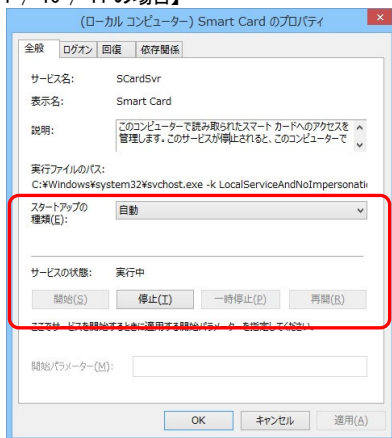 (ローカル コンピューター) Smart Card のプロパティ
全般 ログオン 回復 依存関係
サービス名: SCardSvr
表示名: Smart Card
説明: このコンピューターで読み取られたスマート カードへのアクセスを
管理します。このサービスが停止されると、このコンピューターで
実行ファイルのパス:
C:¥Windows¥system32¥svchost.exe -k LocalServiceAndNoImpersonati
スタートアップの
種類(E): 自動
サービスの状態: 実行中
開始(S) 停止(T) 一時停止(P) 再開(R)
ここでサービスを開始するときに適用する開始パラメーターを指定してください。
開始パラメーター(M):
OK キャンセル 適用(A)